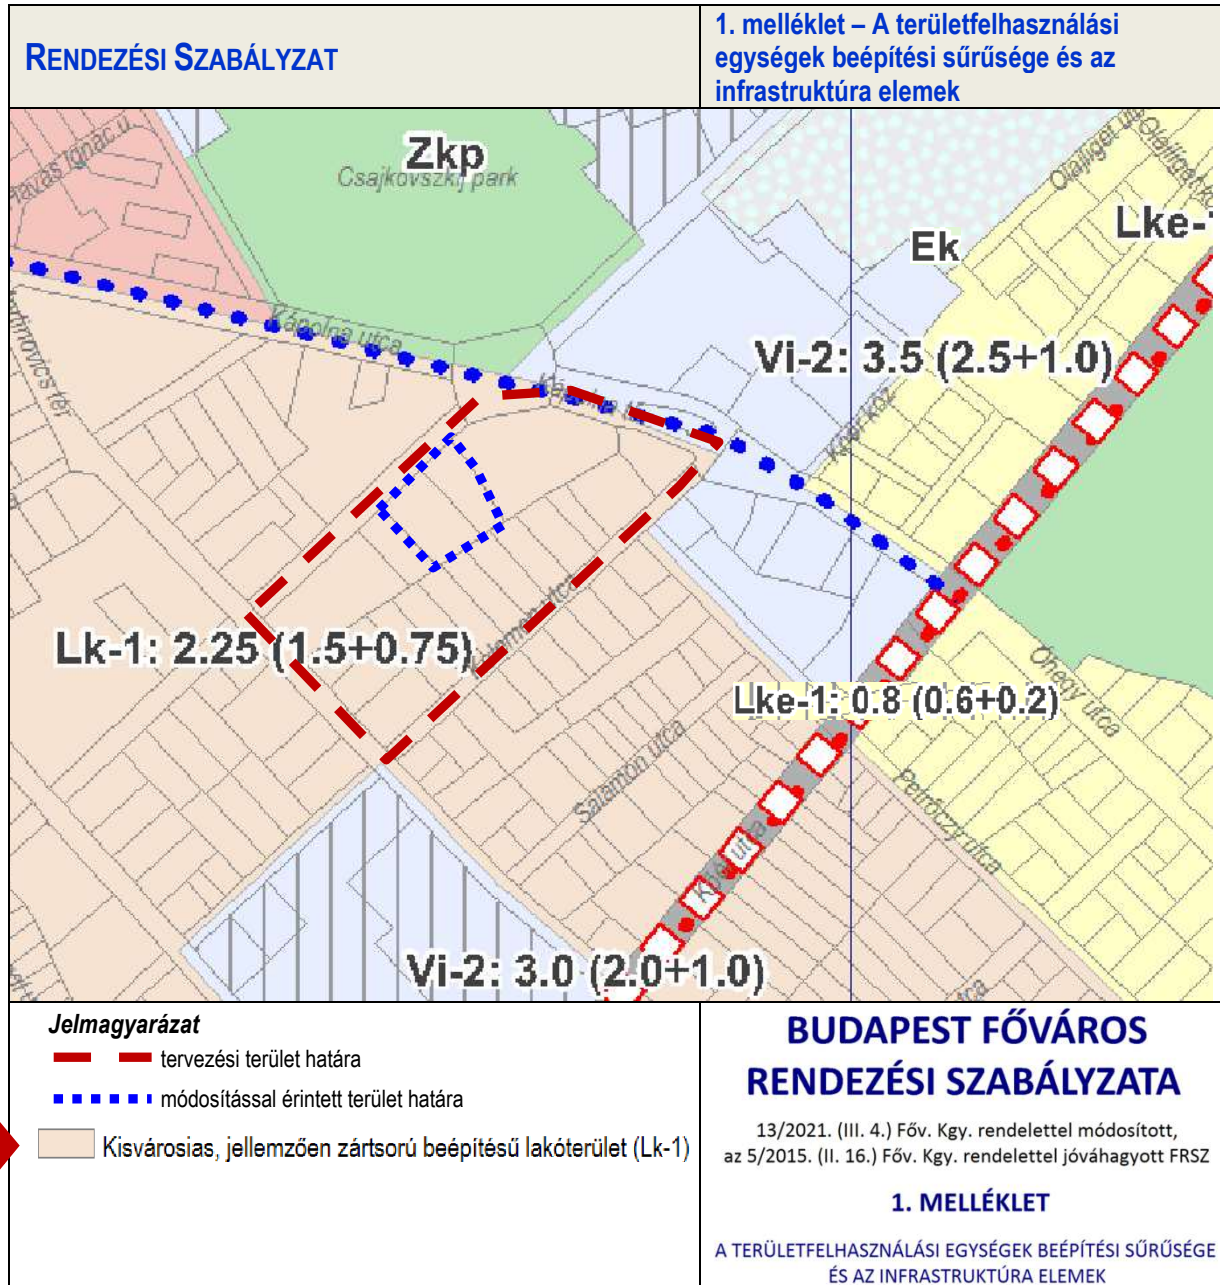 RENDEZÉSI SZABÁLYZAT
1. melléklet – A területfelhasználási
egységek beépítési sűrűsége és az
infrastruktúra elemek
Zkp
Csajkovszkij park
Ek
Lke-1
Kápolna utca
Vi-2: 3.5 (2.5+1.0)
Lk-1: 2.25 (1.5+0.75)
Kelemen utca
Lke-1: 0.8 (0.6+0.2)
Óhegy utca
Salamon utca
Petrőczy utca
Kőér utca
Vi-2: 3.0 (2.0+1.0)
Jelmagyarázat
tervezési terület határa
módosítással érintett terület határa
Kisvárosias, jellemzően zártsorú beépítésű lakóterület (Lk-1)
BUDAPEST FŐVÁROS
RENDEZÉSI SZABÁLYZATA
13/2021. (III. 4.) Főv. Kgy. rendelettel módosított,
az 5/2015. (II. 16.) Főv. Kgy. rendelettel jóváhagyott FRSZ
1. MELLÉKLET
A TERÜLETFELHASZNÁLÁSI EGYSÉGEK BEÉPÍTÉSI SŰRŰSÉGE
ÉS AZ INFRASTRUKTÚRA ELEMEK